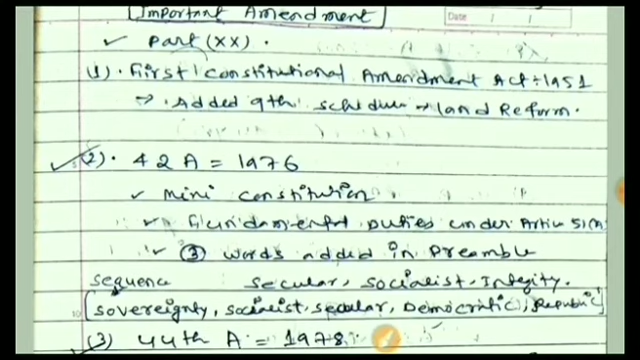 Important Amendment
Date / /
✓ Part (XX).
(1). First Constitutional Amendment Act - 1951
→ Added 9th schedule → land Reform.
(2). 42 A = 1976
✓ Mini constitution
✓ Fundamental Duties under Article 51(A)
✓ (3) words added in Preamble
sequence secular, socialist, Integity.
[sovereignty, socialist, secular, Democratic, Republic]
(3) 44th A = 1978